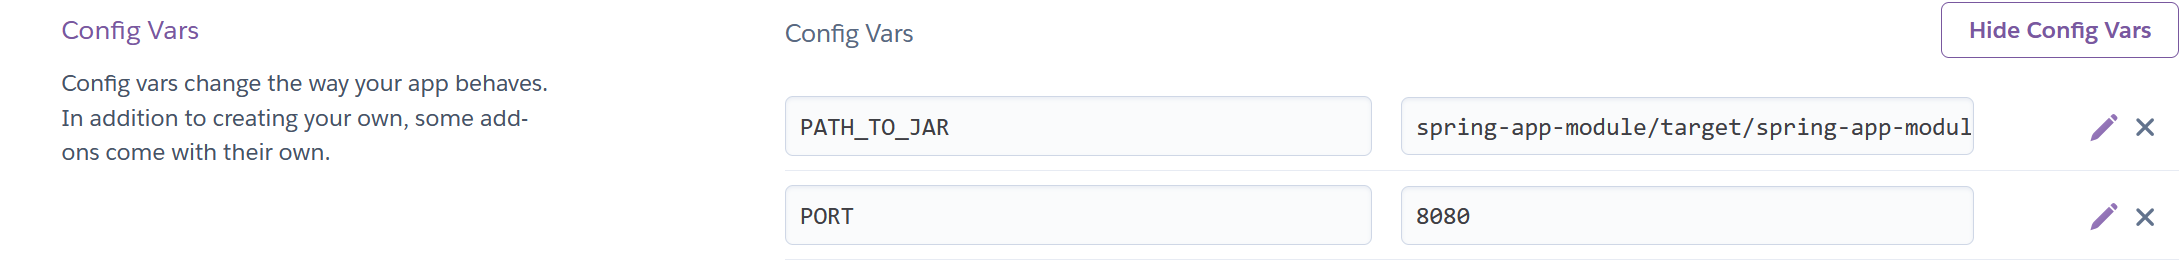 Config Vars
Config vars change the way your app behaves.
In addition to creating your own, some add-
ons come with their own.
Config Vars
Hide Config Vars
PATH_TO_JAR
spring-app-module/target/spring-app-modul
PORT
8080